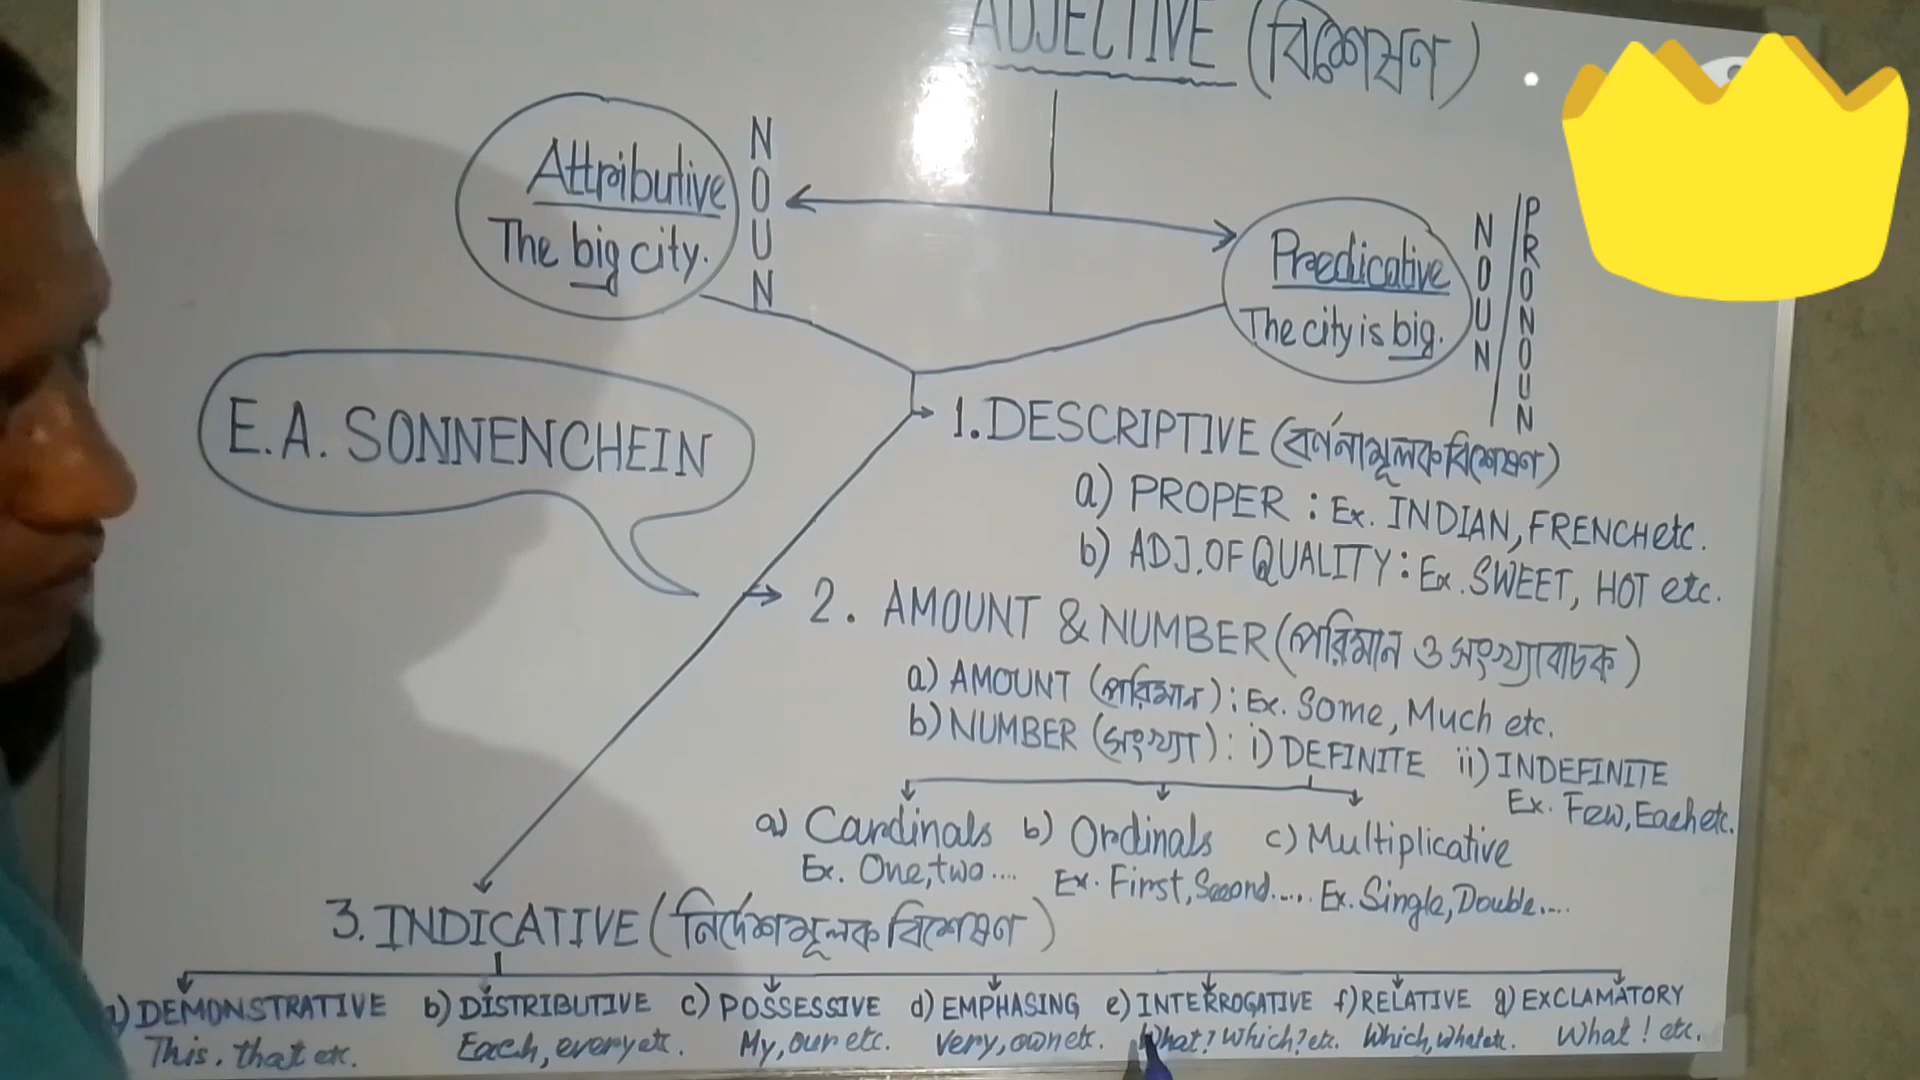 ADJECTIVE (বিশেষণ)
Attributive
The big city.
NOUN
Predicative
The city is big.
NOUN / PRONOUN
E.A. SONNENCHEIN
1. DESCRIPTIVE (বর্ণনামূলক বিশেষণ)
a) PROPER : Ex. INDIAN, FRENCH etc.
b) ADJ. OF QUALITY : Ex. SWEET, HOT etc.
2. AMOUNT & NUMBER (পরিমান ও সংখ্যাবাচক)
a) AMOUNT (পরিমান) : Ex. Some, Much etc.
b) NUMBER (সংখ্যা) : i) DEFINITE ii) INDEFINITE
Ex. Few, Each etc.
a) Cardinals b) Ordinals c) Multiplicative
Ex. One, two .... Ex. First, Second..... Ex. Single, Double....
3. INDICATIVE (নির্দেশমূলক বিশেষণ)
a) DEMONSTRATIVE b) DISTRIBUTIVE c) POSSESSIVE d) EMPHASING e) INTERROGATIVE f) RELATIVE g) EXCLAMATORY
This, that etc. Each, every etc. My, our etc. Very, own etc. What? Which? etc. Which, what etc. What! etc.